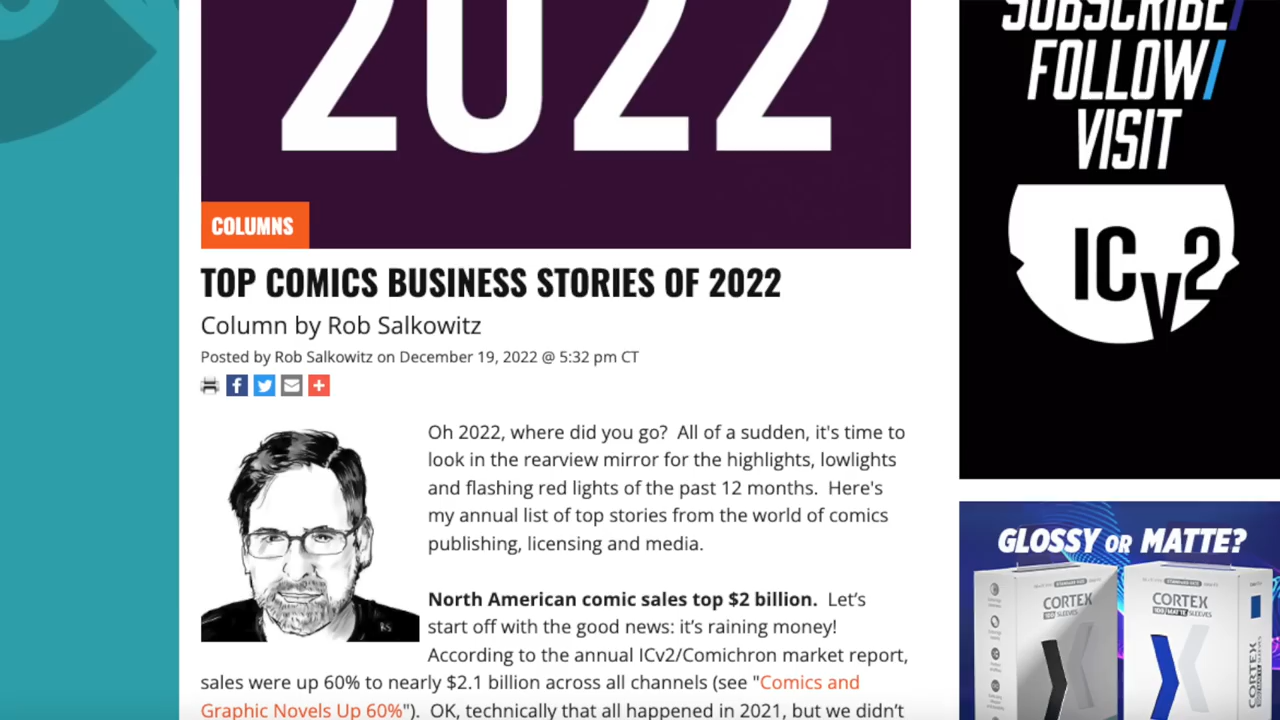 2022
COLUMNS
TOP COMICS BUSINESS STORIES OF 2022
Column by Rob Salkowitz
Posted by Rob Salkowitz on December 19, 2022 @ 5:32 pm CT
Oh 2022, where did you go?  All of a sudden, it's time to
look in the rearview mirror for the highlights, lowlights
and flashing red lights of the past 12 months.  Here's
my annual list of top stories from the world of comics
publishing, licensing and media.
North American comic sales top $2 billion.  Let’s
start off with the good news: it’s raining money!
According to the annual ICv2/Comichron market report,
sales were up 60% to nearly $2.1 billion across all channels (see "Comics and
Graphic Novels Up 60%").  OK, technically that all happened in 2021, but we didn’t
RS
SUBSCRIBE/
FOLLOW/
VISIT
ICv2
GLOSSY OR MATTE?
CORTEX
SLEEVES
CORTEX
SLEEVES
CORTEX